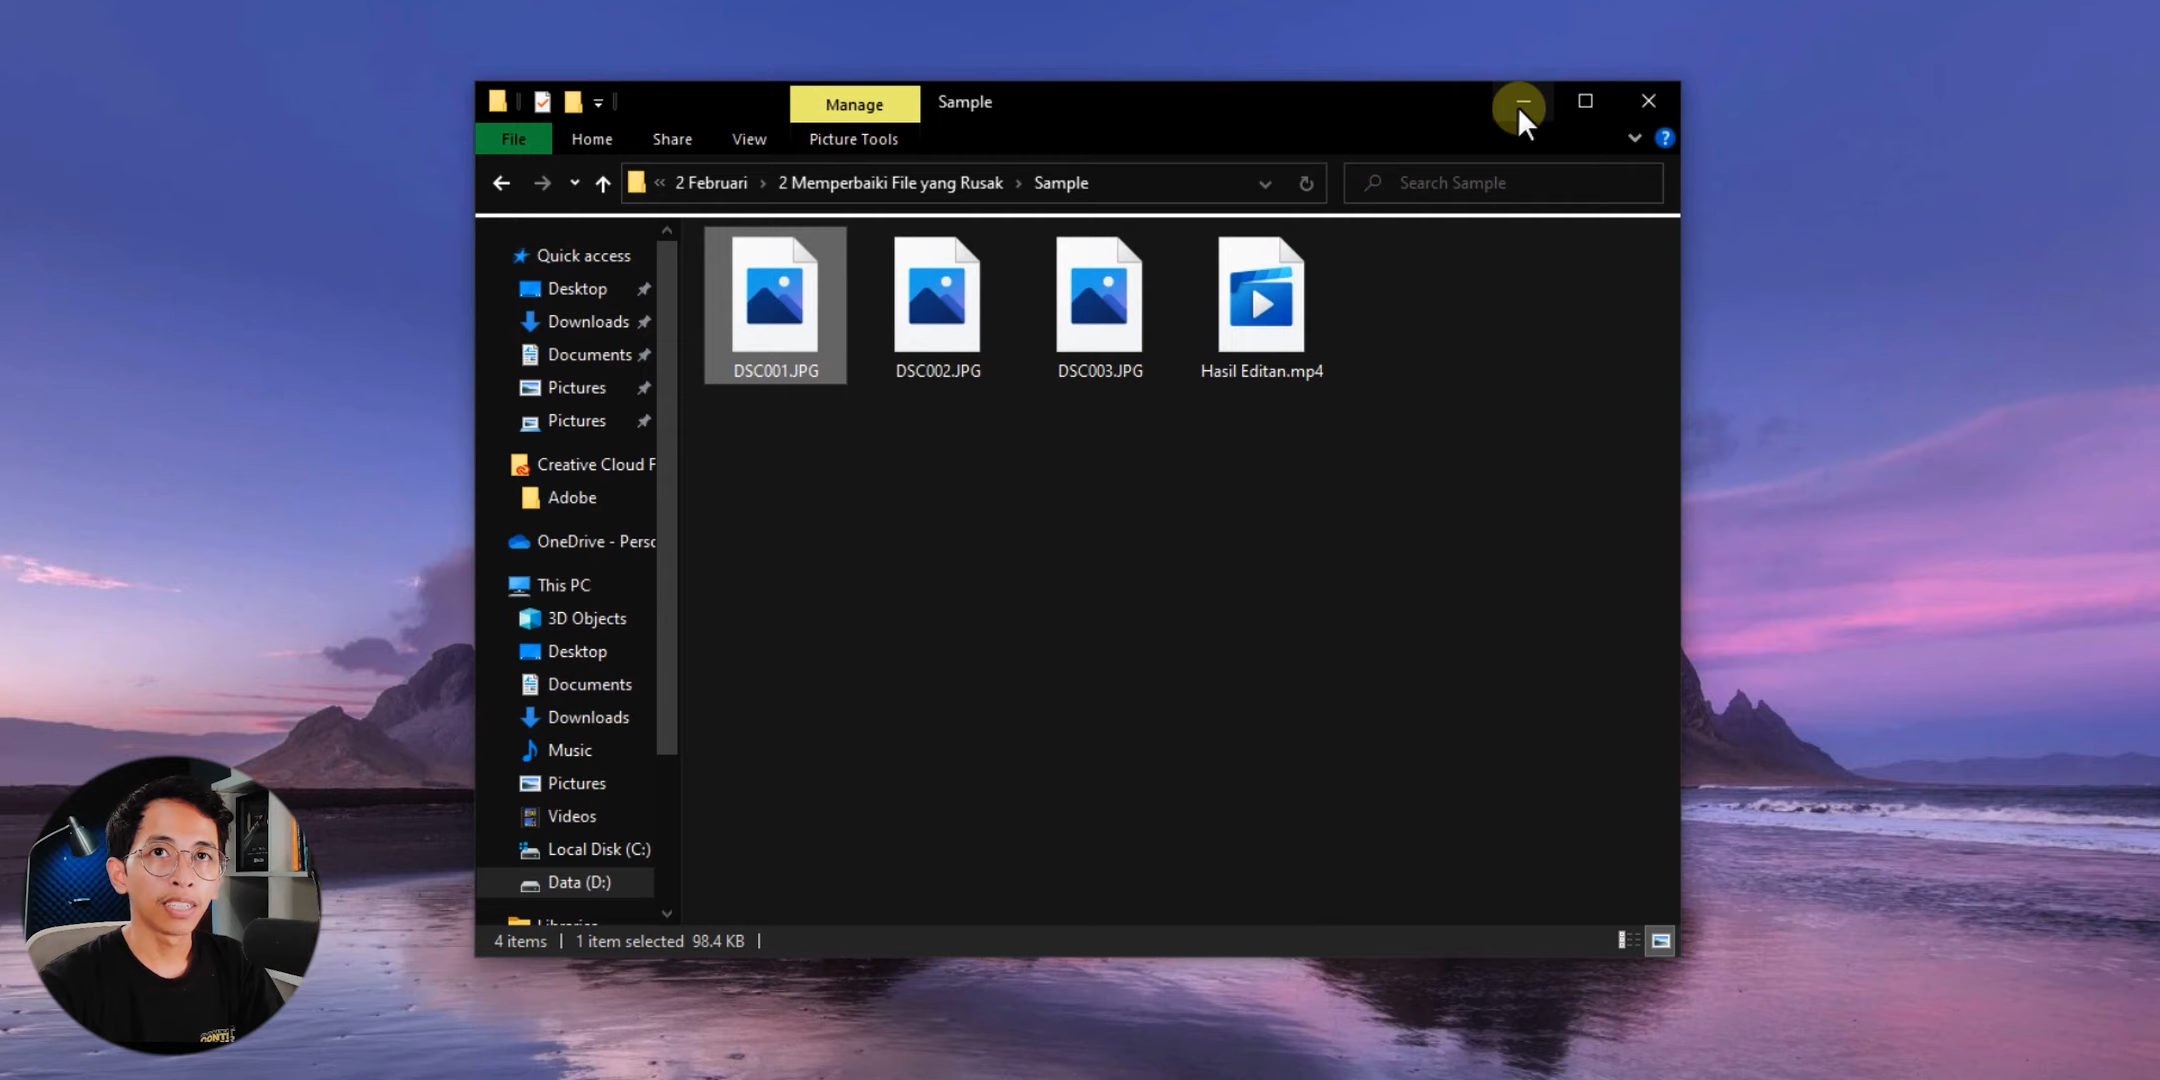 Manage
Sample
File
Home
Share
View
Picture Tools
« 2 Februari › 2 Memperbaiki File yang Rusak › Sample
Search Sample
Quick access
Desktop
Downloads
Documents
Pictures
Pictures
Creative Cloud F
Adobe
OneDrive - Perso
This PC
3D Objects
Desktop
Documents
Downloads
Music
Pictures
Videos
Local Disk (C:)
Data (D:)
Libraries
DSC001.JPG
DSC002.JPG
DSC003.JPG
Hasil Editan.mp4
4 items | 1 item selected 98.4 KB |